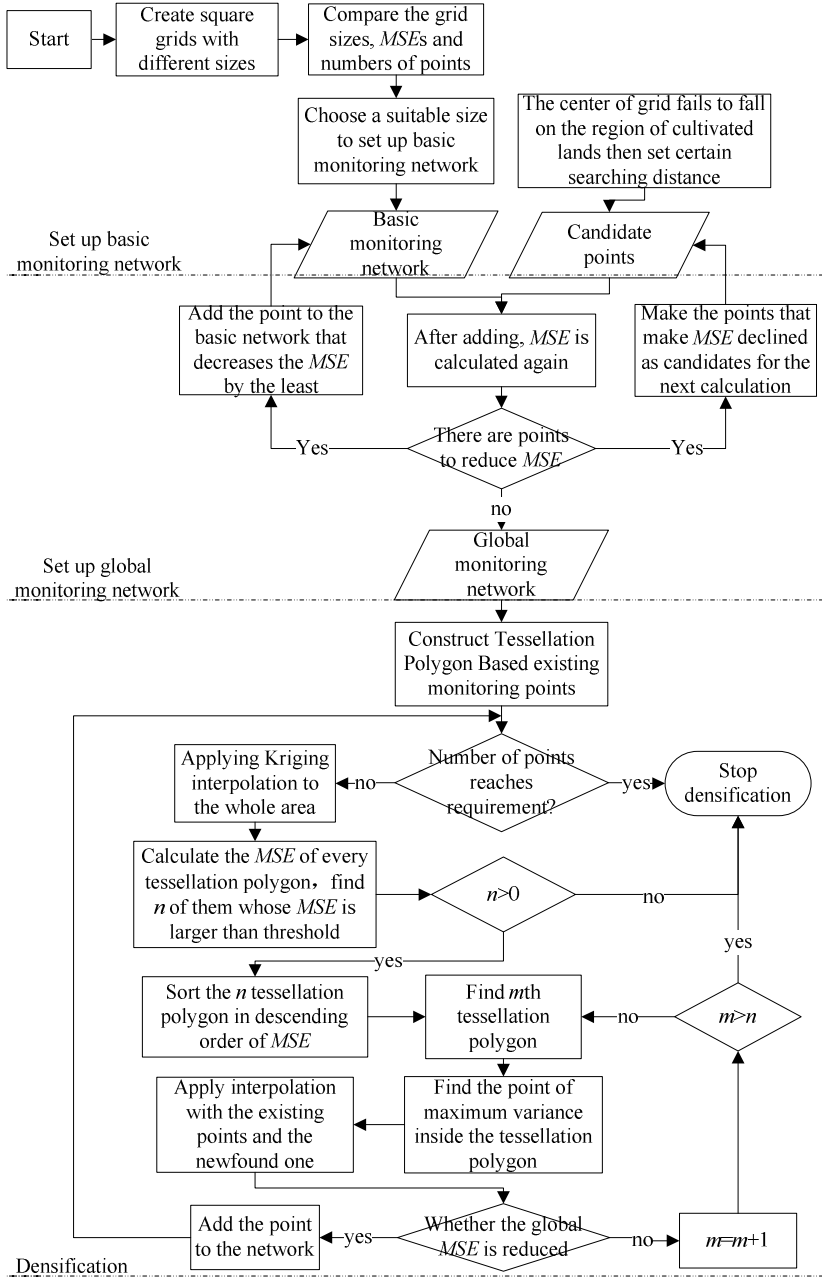 Start
Create square
grids with
different sizes
Compare the grid
sizes, MSEs and
numbers of points
Choose a suitable size
to set up basic
monitoring network
The center of grid fails to fall
on the region of cultivated
lands then set certain
searching distance
Set up basic
monitoring network
Basic
monitoring
network
Candidate
points
Add the point to the
basic network that
decreases the MSE
by the least
After adding, MSE is
calculated again
Make the points that
make MSE declined
as candidates for the
next calculation
Yes
There are points
to reduce MSE
Yes
no
Set up global
monitoring network
Global
monitoring
network
Construct Tessellation
Polygon Based existing
monitoring points
Applying Kriging
interpolation to
the whole area
no
Number of points
reaches
requirement?
yes
Stop
densification
Calculate the MSE of every
tessellation polygon，find
n of them whose MSE is
larger than threshold
n>0
no
yes
yes
Sort the n tessellation
polygon in descending
order of MSE
Find mth
tessellation
polygon
no
m>n
Apply interpolation
with the existing
points and the
newfound one
Find the point of
maximum variance
inside the tessellation
polygon
Add the point
to the network
yes
Whether the global
MSE is reduced
no
m=m+1
Densification